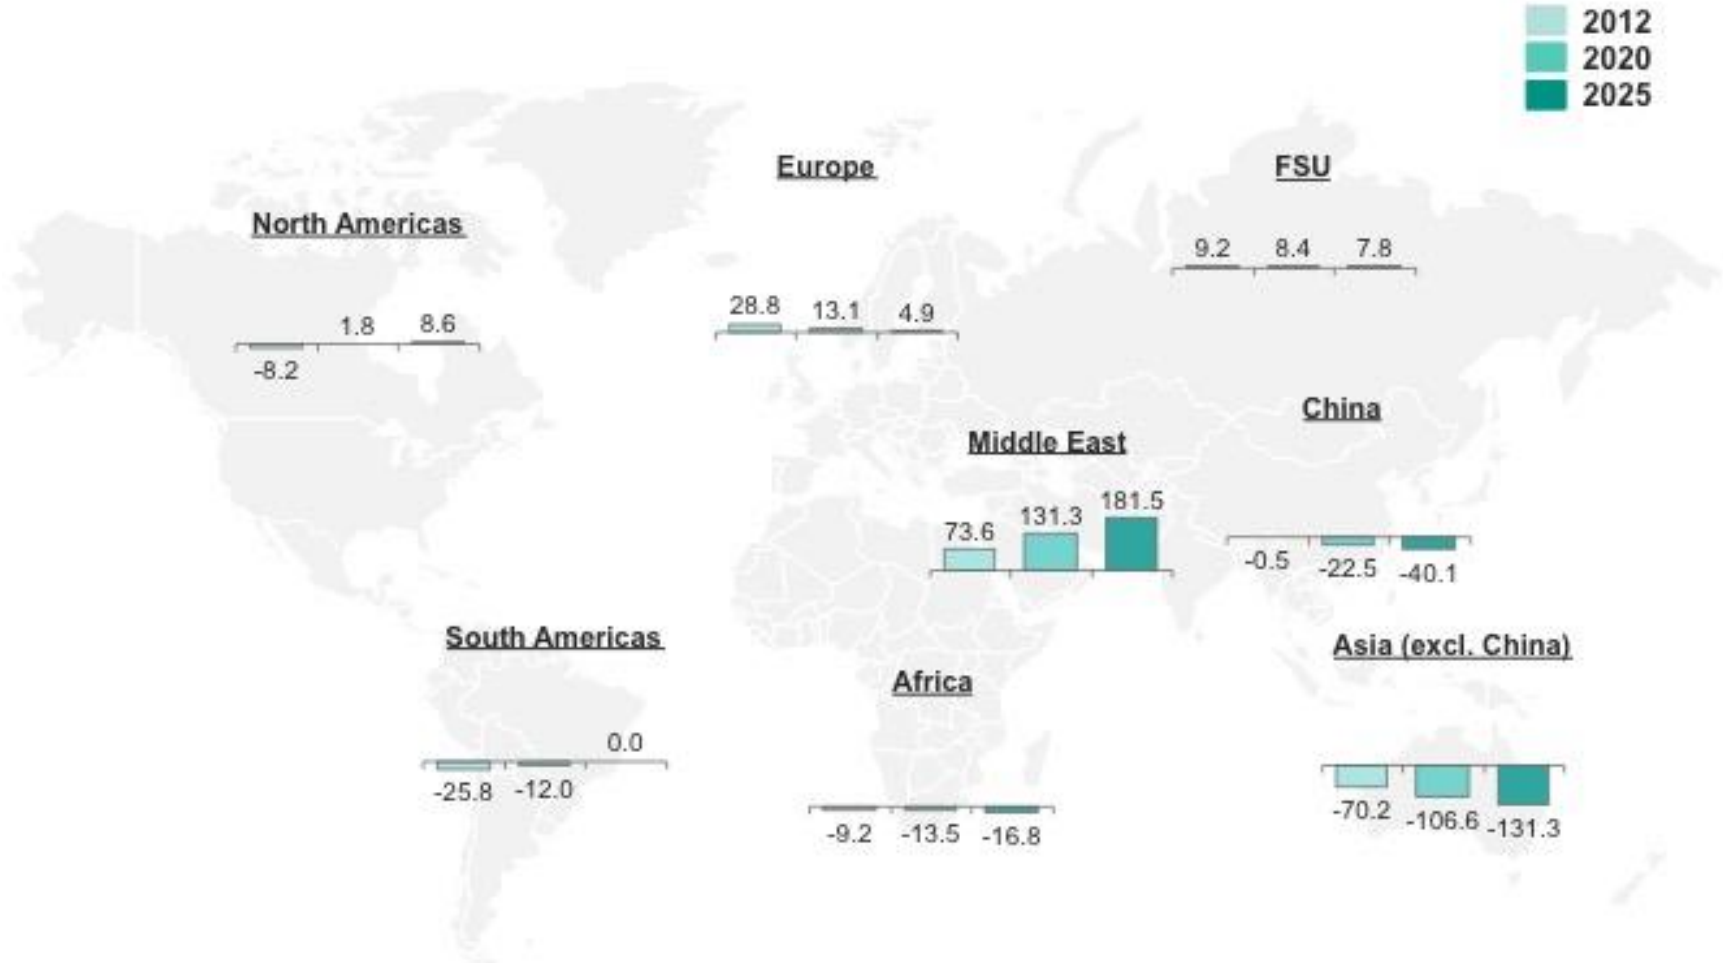 2012
2020
2025
Europe
FSU
North Americas
9.2 8.4 7.8
28.8 13.1 4.9
1.8 8.6
-8.2
China
Middle East
73.6 131.3 181.5
-0.5 -22.5 -40.1
South Americas
Asia (excl. China)
Africa
0.0
-25.8 -12.0
-70.2 -106.6 -131.3
-9.2 -13.5 -16.8